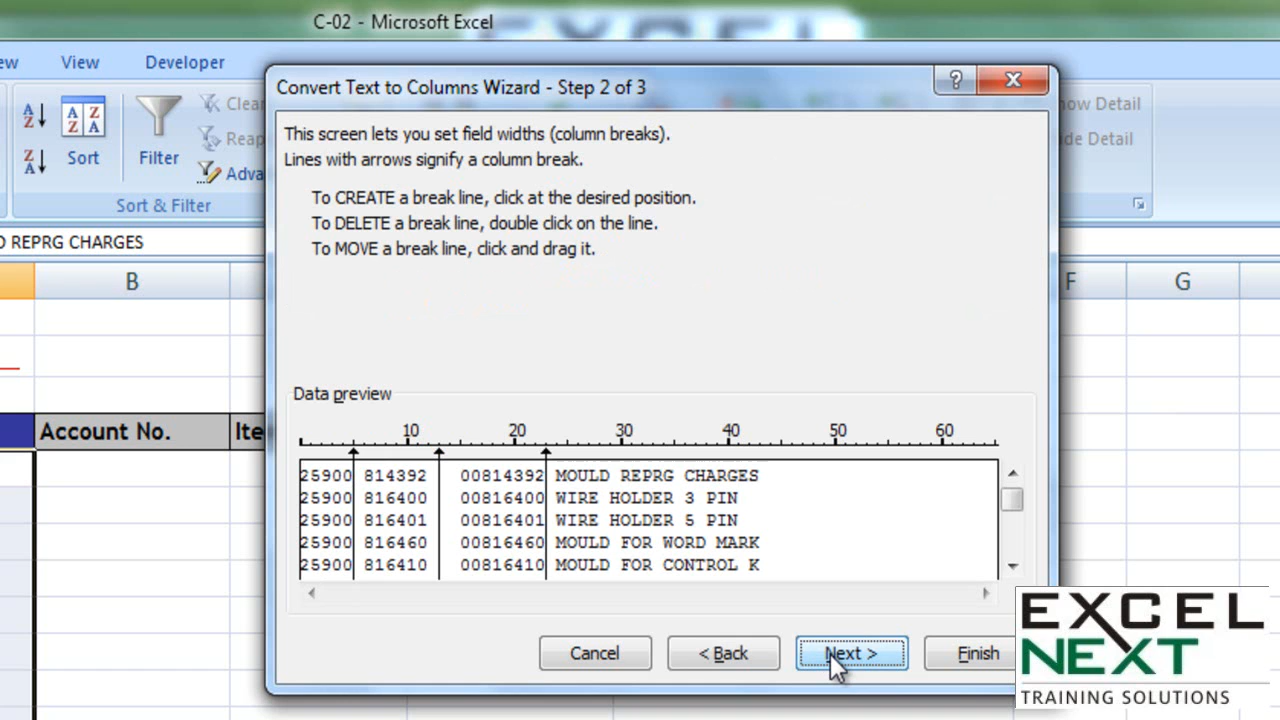 C-02 - Microsoft Excel
ew View Developer
Convert Text to Columns Wizard - Step 2 of 3
This screen lets you set field widths (column breaks).
Lines with arrows signify a column break.
To CREATE a break line, click at the desired position.
To DELETE a break line, double click on the line.
To MOVE a break line, click and drag it.
A Z
Z A
A Z
Z A
Sort
Filter
Clea
Reap
Adva
Sort & Filter
how Detail
de Detail
D REPRG CHARGES
B F G
Account No. Ite
Data preview
10 20 30 40 50 60
25900 814392 00814392 MOULD REPRG CHARGES
25900 816400 00816400 WIRE HOLDER 3 PIN
25900 816401 00816401 WIRE HOLDER 5 PIN
25900 816460 00816460 MOULD FOR WORD MARK
25900 816410 00816410 MOULD FOR CONTROL K
Cancel < Back Next > Finish
EXCEL
NEXT
TRAINING SOLUTIONS